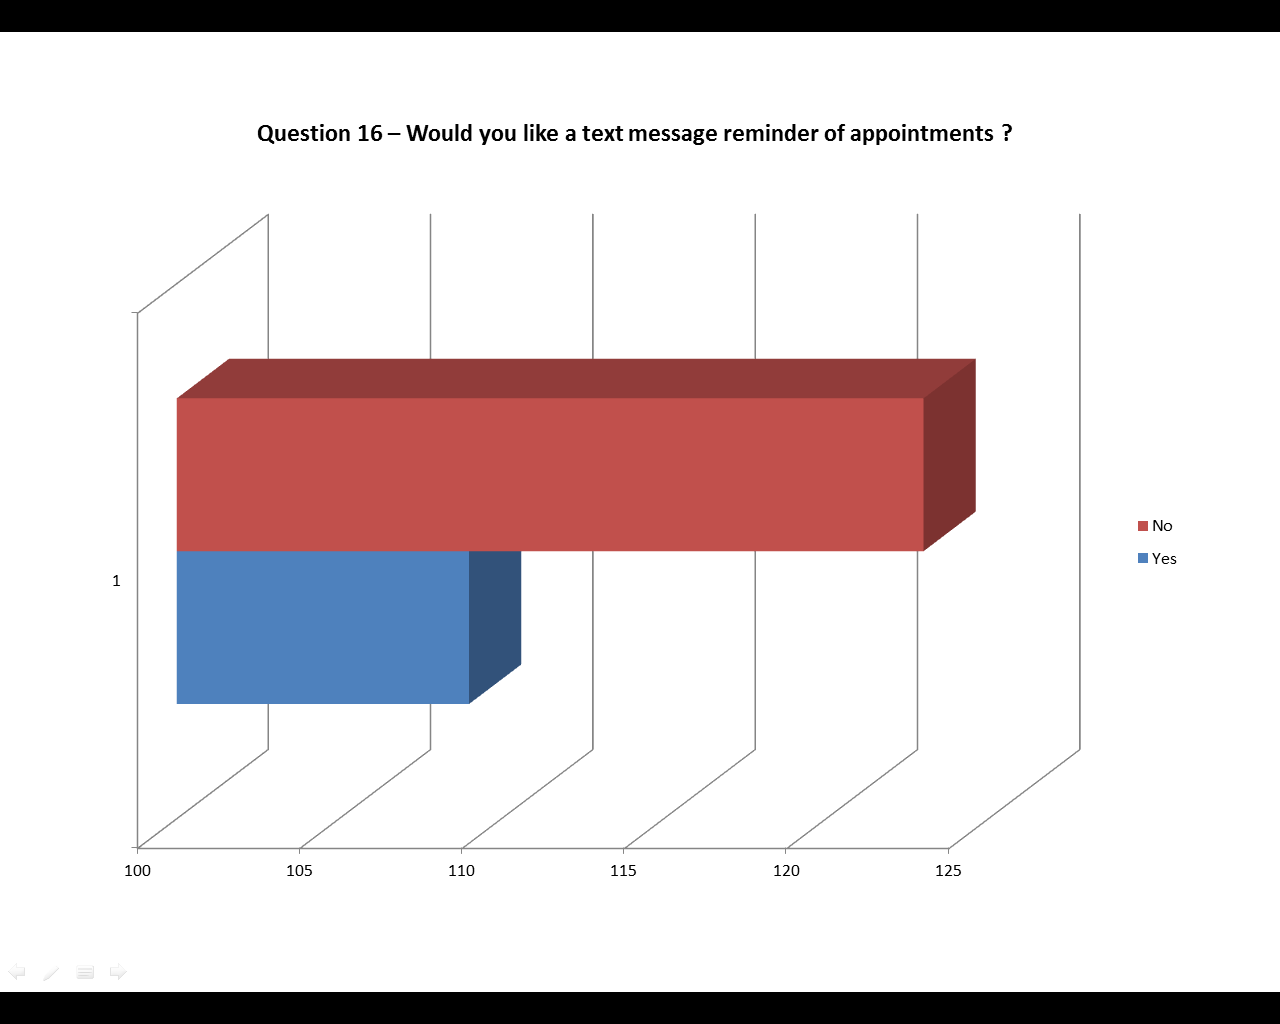 Question 16 – Would you like a text message reminder of appointments ?
No
Yes
1
100 105 110 115 120 125